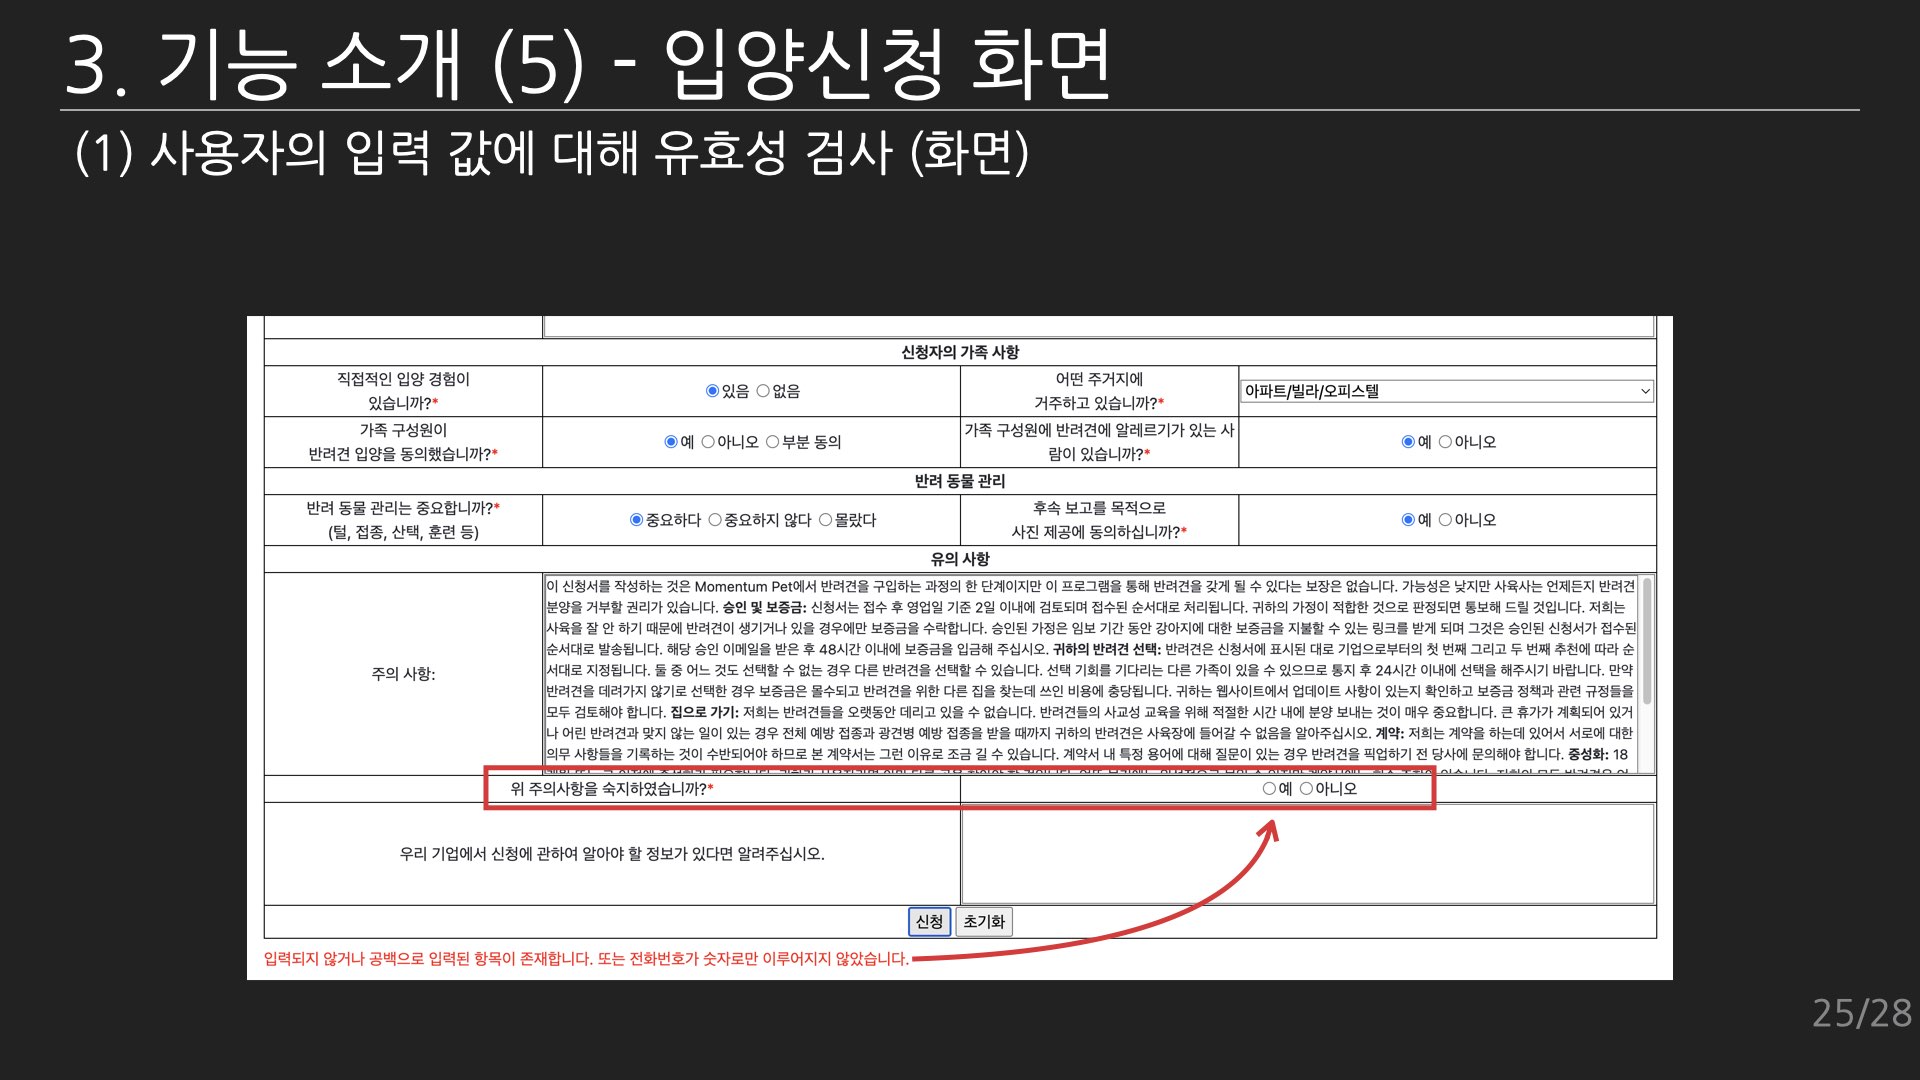 3. 기능 소개 (5) - 입양신청 화면
(1) 사용자의 입력 값에 대해 유효성 검사 (화면)
신청자의 가족 사항
직접적인 입양 경험이
있습니까?*
있음 없음
어떤 주거지에
거주하고 있습니까?*
아파트/빌라/오피스텔
가족 구성원이
반려견 입양을 동의했습니까?*
예 아니오 부분 동의
가족 구성원에 반려견에 알레르기가 있는 사
람이 있습니까?*
예 아니오
반려 동물 관리
반려 동물 관리는 중요합니까?*
(털, 접종, 산택, 훈련 등)
중요하다 중요하지 않다 몰랐다
후속 보고를 목적으로
사진 제공에 동의하십니까?*
예 아니오
유의 사항
주의 사항:
이 신청서를 작성하는 것은 Momentum Pet에서 반려견을 구입하는 과정의 한 단계이지만 이 프로그램을 통해 반려견을 갖게 될 수 있다는 보장은 없습니다. 가능성은 낮지만 사육사는 언제든지 반려견
분양을 거부할 권리가 있습니다. 승인 및 보증금: 신청서는 접수 후 영업일 기준 2일 이내에 검토되며 접수된 순서대로 처리됩니다. 귀하의 가정이 적합한 것으로 판정되면 통보해 드릴 것입니다. 저희는
사육을 잘 안 하기 때문에 반려견이 생기거나 있을 경우에만 보증금을 수락합니다. 승인된 가정은 임보 기간 동안 강아지에 대한 보증금을 지불할 수 있는 링크를 받게 되며 그것은 승인된 신청서가 접수된
순서대로 발송됩니다. 해당 승인 이메일을 받은 후 48시간 이내에 보증금을 입금해 주십시오. 귀하의 반려견 선택: 반려견은 신청서에 표시된 대로 기업으로부터의 첫 번째 그리고 두 번째 추천에 따라 순
서대로 지정됩니다. 둘 중 어느 것도 선택할 수 없는 경우 다른 반려견을 선택할 수 있습니다. 선택 기회를 기다리는 다른 가족이 있을 수 있으므로 통지 후 24시간 이내에 선택을 해주시기 바랍니다. 만약
반려견을 데려가지 않기로 선택한 경우 보증금은 몰수되고 반려견을 위한 다른 집을 찾는데 쓰인 비용에 충당됩니다. 귀하는 웹사이트에서 업데이트 사항이 있는지 확인하고 보증금 정책과 관련 규정들을
모두 검토해야 합니다. 집으로 가기: 저희는 반려견들을 오랫동안 데리고 있을 수 없습니다. 반려견들의 사교성 교육을 위해 적절한 시간 내에 분양 보내는 것이 매우 중요합니다. 큰 휴가가 계획되어 있거
나 어린 반려견과 맞지 않는 일이 있는 경우 전체 예방 접종과 광견병 예방 접종을 받을 때까지 귀하의 반려견은 사육장에 들어갈 수 없음을 알아주십시오. 계약: 저희는 계약을 하는데 있어서 서로에 대한
의무 사항들을 기록하는 것이 수반되어야 하므로 본 계약서는 그런 이유로 조금 길 수 있습니다. 계약서 내 특정 용어에 대해 질문이 있는 경우 반려견을 픽업하기 전 당사에 문의해야 합니다. 중성화: 18
위 주의사항을 숙지하였습니까?*
예 아니오
우리 기업에서 신청에 관하여 알아야 할 정보가 있다면 알려주십시오.
신청 초기화
입력되지 않거나 공백으로 입력된 항목이 존재합니다. 또는 전화번호가 숫자로만 이루어지지 않았습니다.
25/28